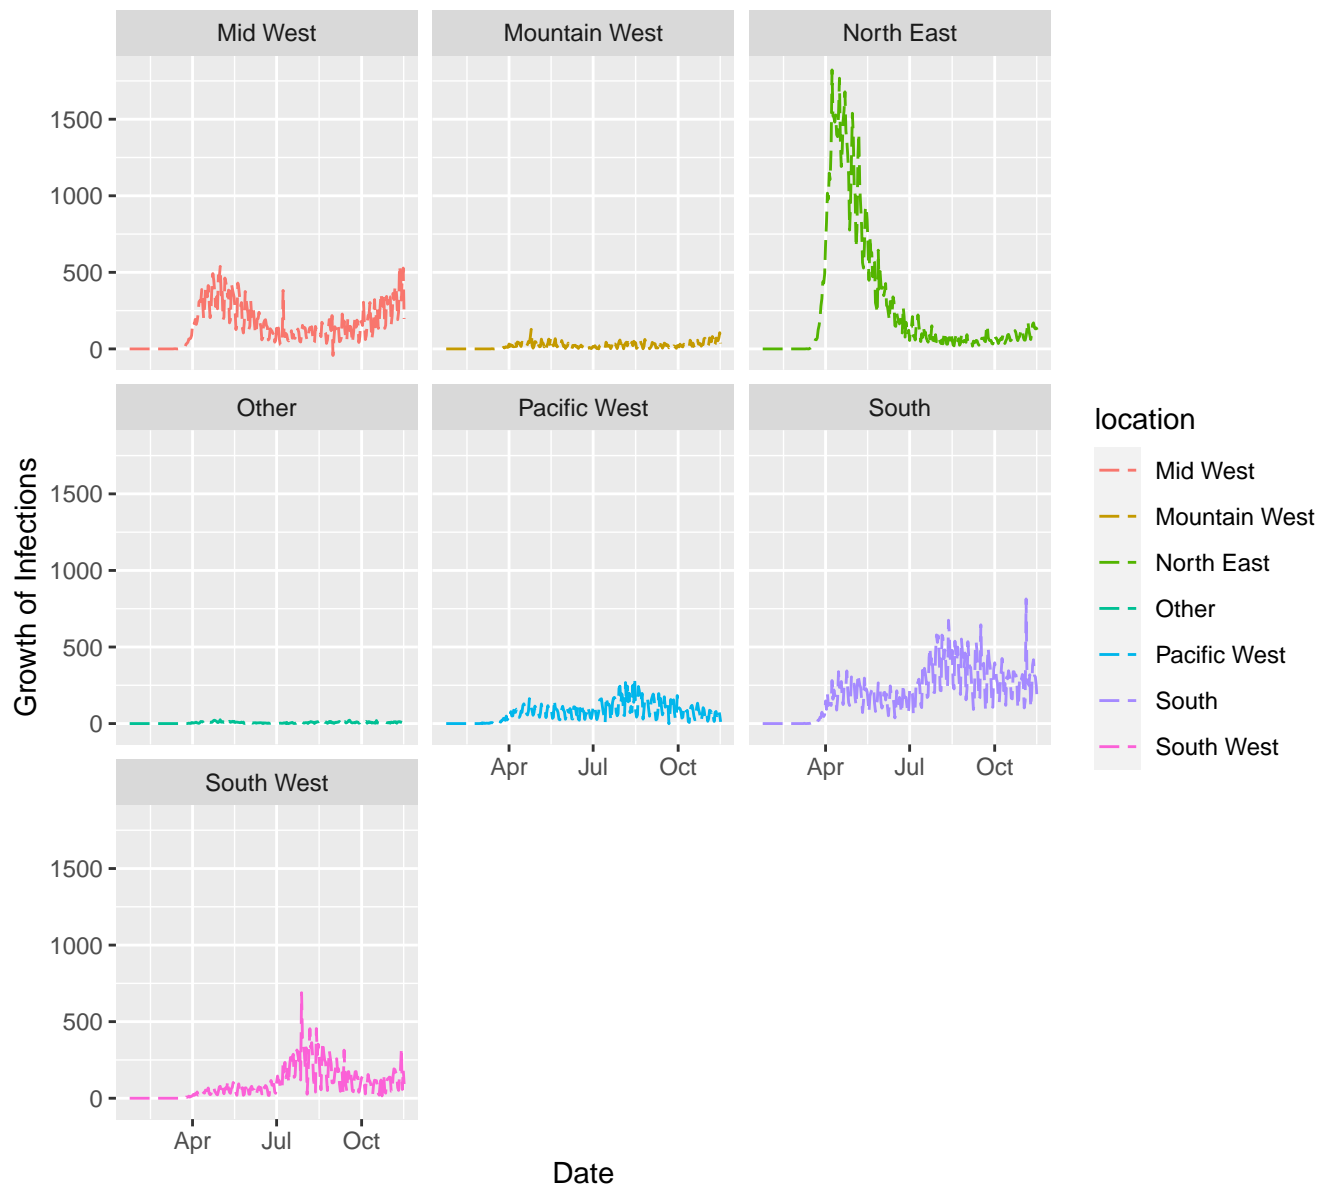 Mid West
Mountain West
North East
1500
1000
500
0
Other
Pacific West
South
1500
1000
500
0
Apr Jul Oct
Apr Jul Oct
South West
1500
1000
500
0
Apr Jul Oct
Date
Growth of Infections
location
Mid West
Mountain West
North East
Other
Pacific West
South
South West